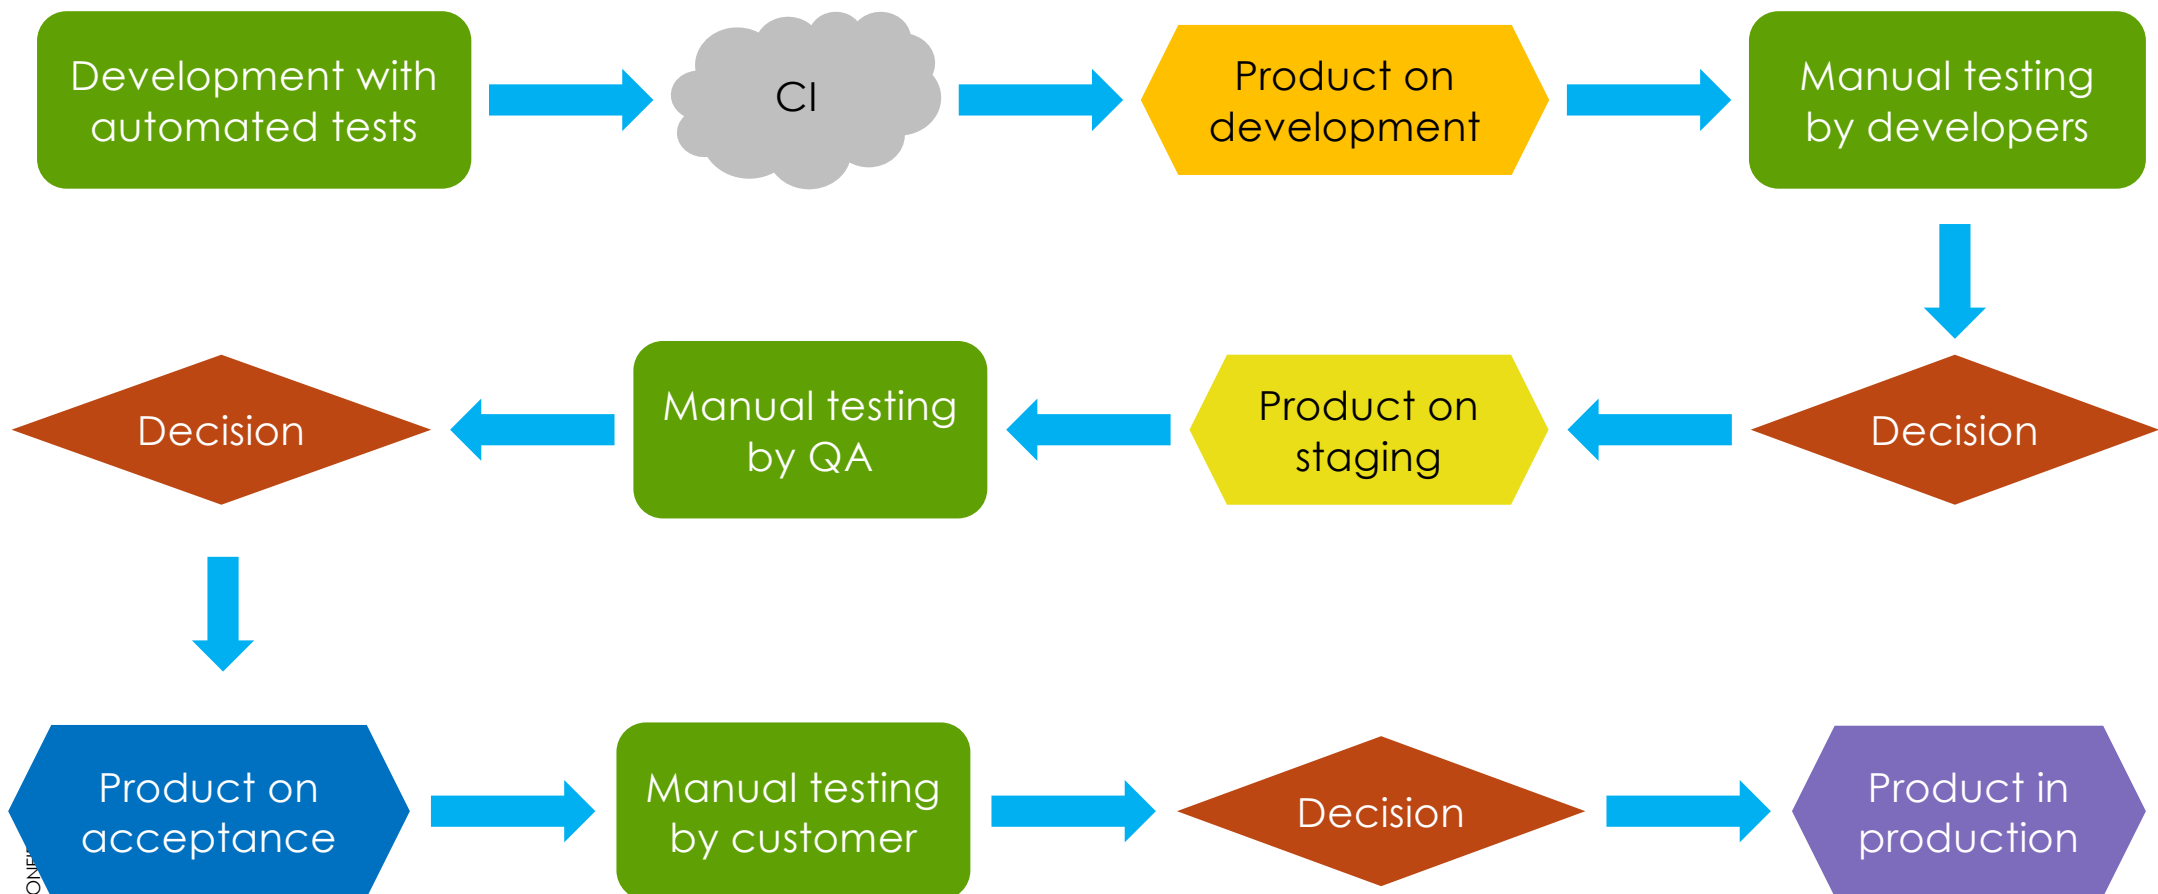 Development with
automated tests
CI
Product on
development
Manual testing
by developers
Decision
Manual testing
by QA
Product on
staging
Decision
Product on
acceptance
Manual testing
by customer
Decision
Product in
production